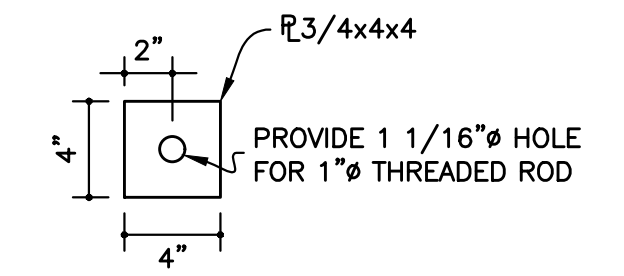 2"
PL3/4x4x4
4"
PROVIDE 1 1/16"ø HOLE
FOR 1"ø THREADED ROD
4"